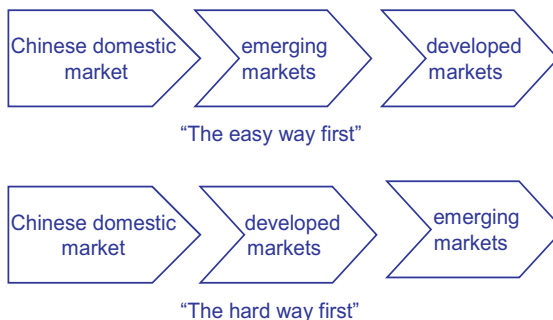 Chinese domestic
market
emerging
markets
developed
markets
“The easy way first”
Chinese domestic
market
developed
markets
emerging
markets
“The hard way first”